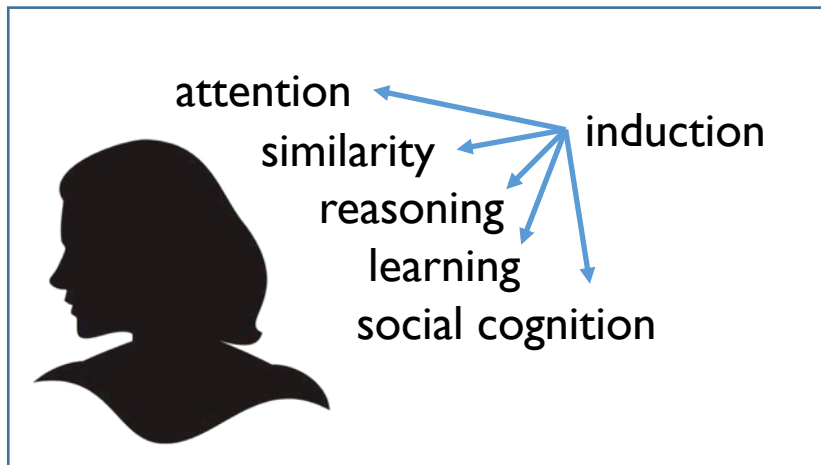 attention
induction
similarity
reasoning
learning
social cognition